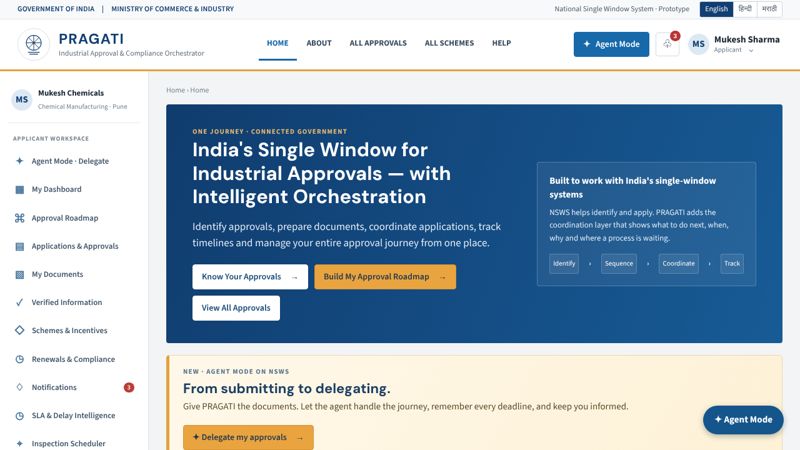 GOVERNMENT OF INDIA | MINISTRY OF COMMERCE & INDUSTRY
National Single Window System · Prototype
English
हिन्दी
मराठी
PRAGATI
Industrial Approval & Compliance Orchestrator
HOME
ABOUT
ALL APPROVALS
ALL SCHEMES
HELP
Agent Mode
3
MS
Mukesh Sharma
Applicant
MS
Mukesh Chemicals
Chemical Manufacturing · Pune
APPLICANT WORKSPACE
Agent Mode · Delegate
My Dashboard
Approval Roadmap
Applications & Approvals
My Documents
Verified Information
Schemes & Incentives
Renewals & Compliance
Notifications
3
SLA & Delay Intelligence
Inspection Scheduler
Home › Home
ONE JOURNEY · CONNECTED GOVERNMENT
India's Single Window for
Industrial Approvals — with
Intelligent Orchestration
Identify approvals, prepare documents, coordinate applications, track
timelines and manage your entire approval journey from one place.
Know Your Approvals →
Build My Approval Roadmap →
View All Approvals
Built to work with India's single-window
systems
NSWS helps identify and apply. PRAGATI adds the
coordination layer that shows what to do next, when,
why and where a process is waiting.
Identify › Sequence › Coordinate › Track
NEW · AGENT MODE ON NSWS
From submitting to delegating.
Give PRAGATI the documents. Let the agent handle the journey, remember every deadline, and keep you informed.
Delegate my approvals →
Agent Mode